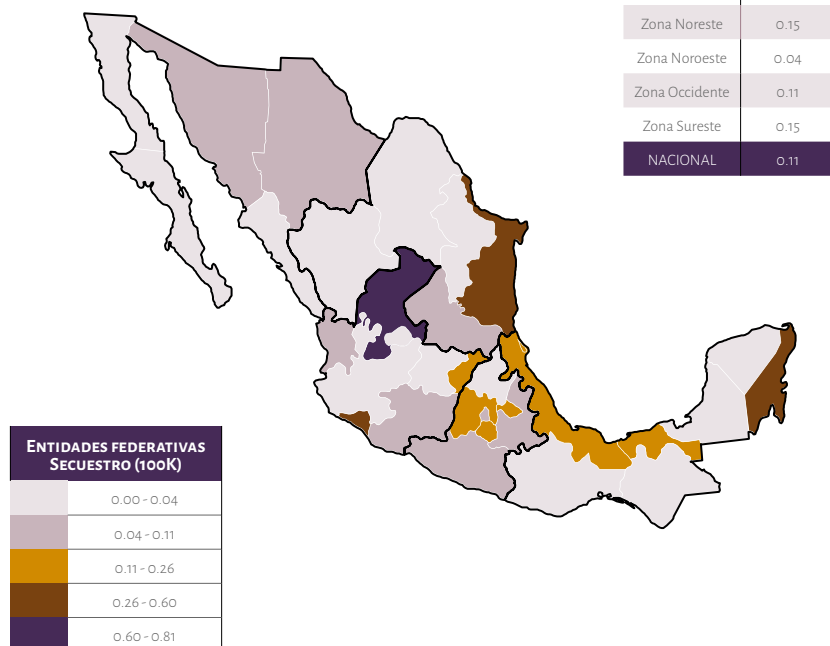 Zona Noreste 0.15
Zona Noroeste 0.04
Zona Occidente 0.11
Zona Sureste 0.15
NACIONAL 0.11
Entidades federativas
Secuestro (100K)
0.00 - 0.04
0.04 - 0.11
0.11 - 0.26
0.26 - 0.60
0.60 - 0.81